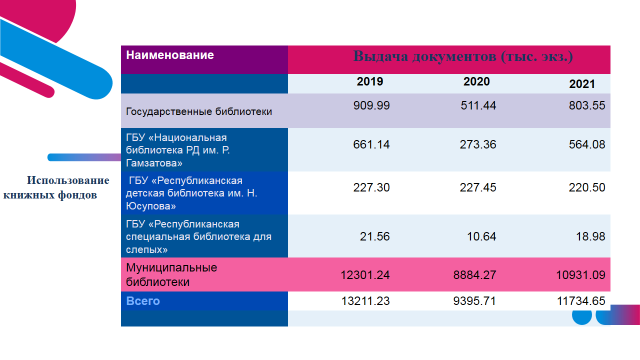 Наименование Выдача документов (тыс. экз.)
2019 2020 2021
Государственные библиотеки 909.99 511.44 803.55
ГБУ «Национальная
библиотека РД им. Р.
Гамзатова» 661.14 273.36 564.08
ГБУ «Республиканская
детская библиотека им. Н.
Юсупова» 227.30 227.45 220.50
ГБУ «Республиканская
специальная библиотека для
слепых» 21.56 10.64 18.98
Муниципальные
библиотеки 12301.24 8884.27 10931.09
Всего 13211.23 9395.71 11734.65
Использование
книжных фондов